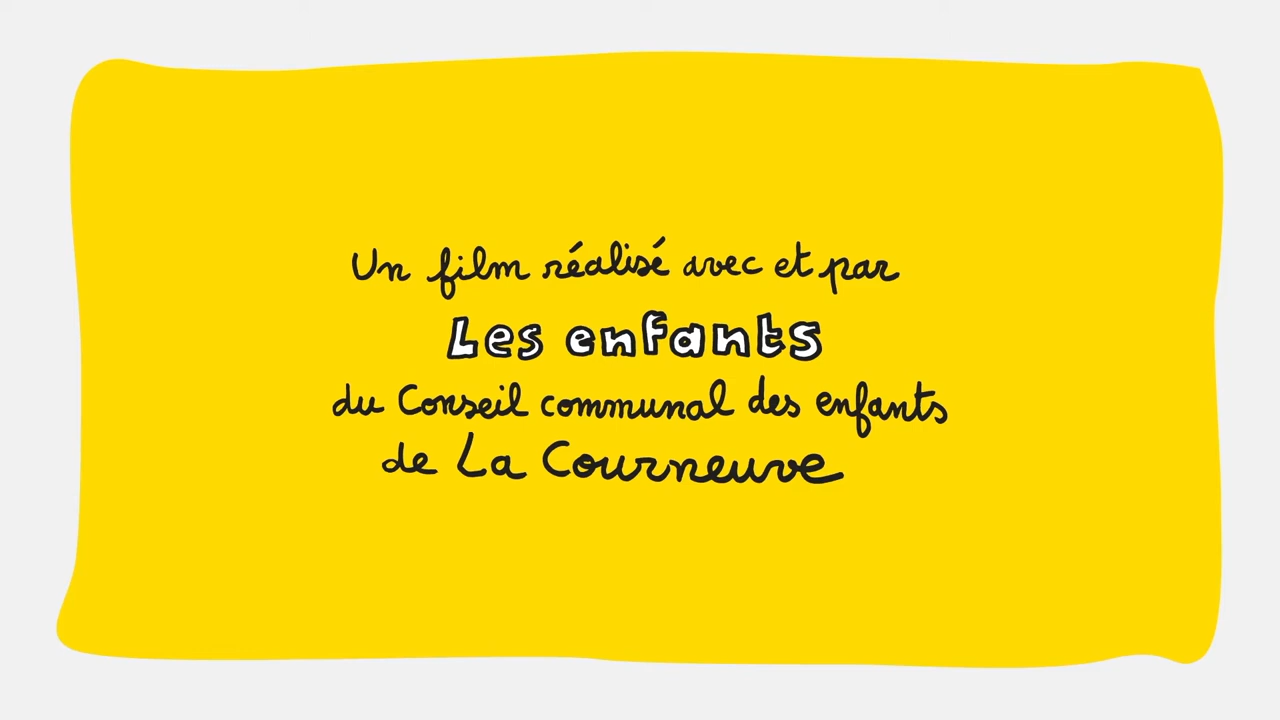 Un film réalisé avec et par
Les enfants
du Conseil communal des enfants
de La Courneuve